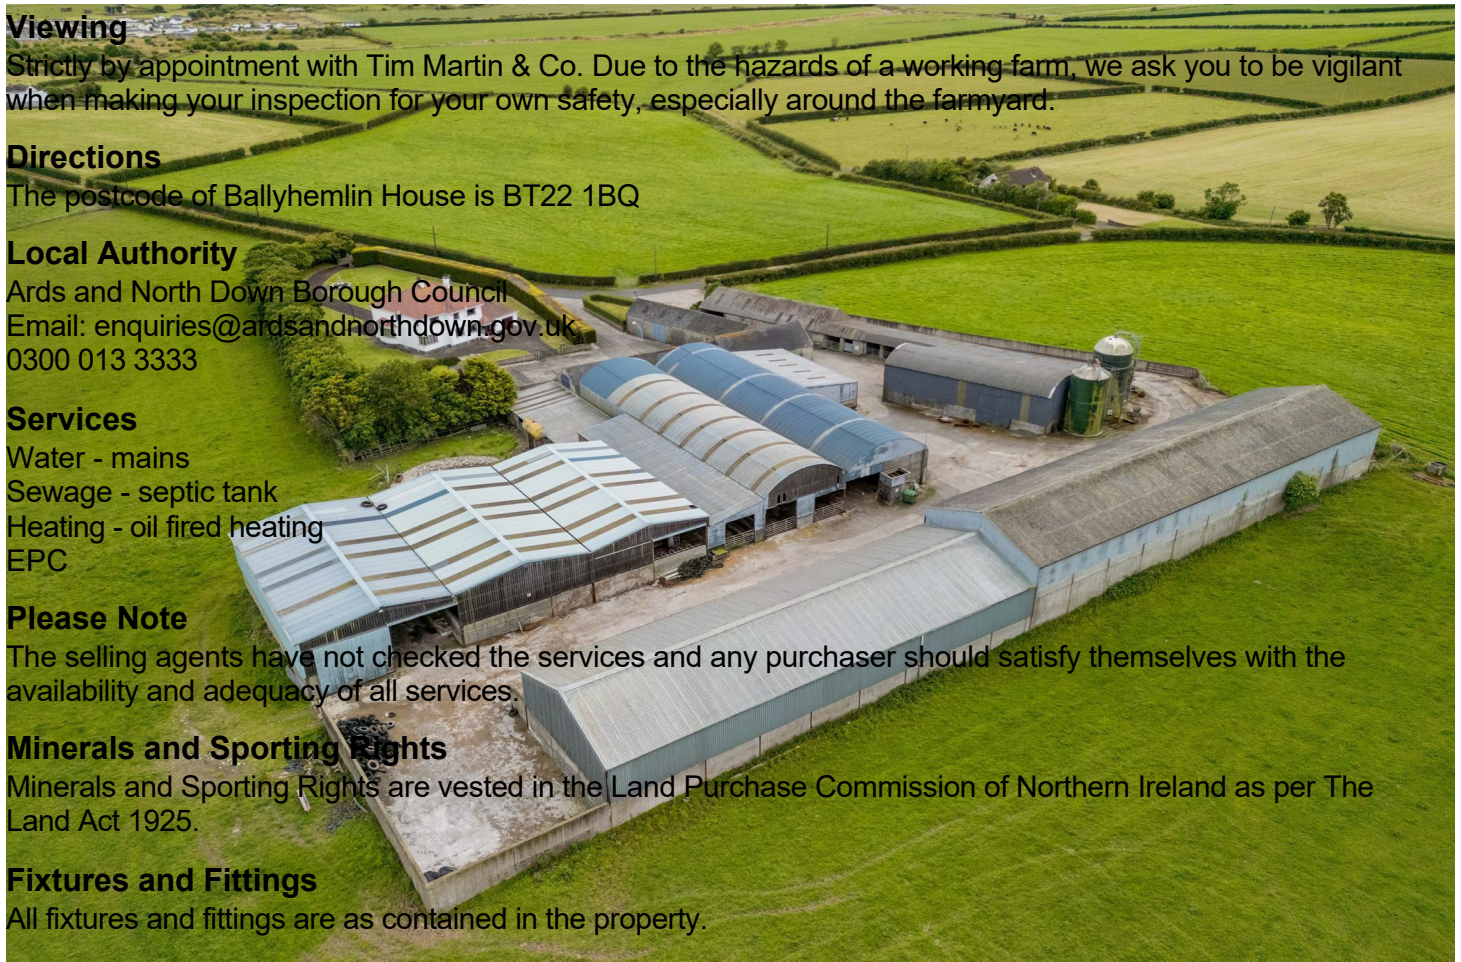 Viewing
Strictly by appointment with Tim Martin & Co. Due to the hazards of a working farm, we ask you to be vigilant
when making your inspection for your own safety, especially around the farmyard.
Directions
The postcode of Ballyhemlin House is BT22 1BQ
Local Authority
Ards and North Down Borough Council
Email: enquiries@ardsandnorthdown.gov.uk
0300 013 3333
Services
Water - mains
Sewage - septic tank
Heating - oil fired heating
EPC
Please Note
The selling agents have not checked the services and any purchaser should satisfy themselves with the
availability and adequacy of all services.
Minerals and Sporting Rights
Minerals and Sporting Rights are vested in the Land Purchase Commission of Northern Ireland as per The
Land Act 1925.
Fixtures and Fittings
All fixtures and fittings are as contained in the property.